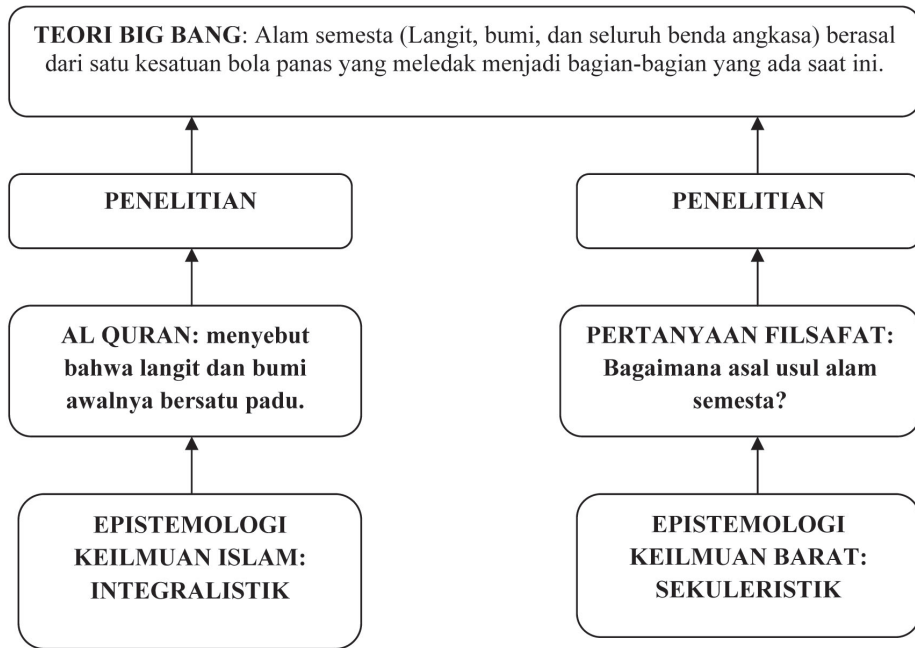 TEORI BIG BANG: Alam semesta (Langit, bumi, dan seluruh benda angkasa) berasal
dari satu kesatuan bola panas yang meledak menjadi bagian-bagian yang ada saat ini.
PENELITIAN
PENELITIAN
AL QURAN: menyebut
bahwa langit dan bumi
awalnya bersatu padu.
PERTANYAAN FILSAFAT:
Bagaimana asal usul alam
semesta?
EPISTEMOLOGI
KEILMUAN ISLAM:
INTEGRALISTIK
EPISTEMOLOGI
KEILMUAN BARAT:
SEKULERISTIK